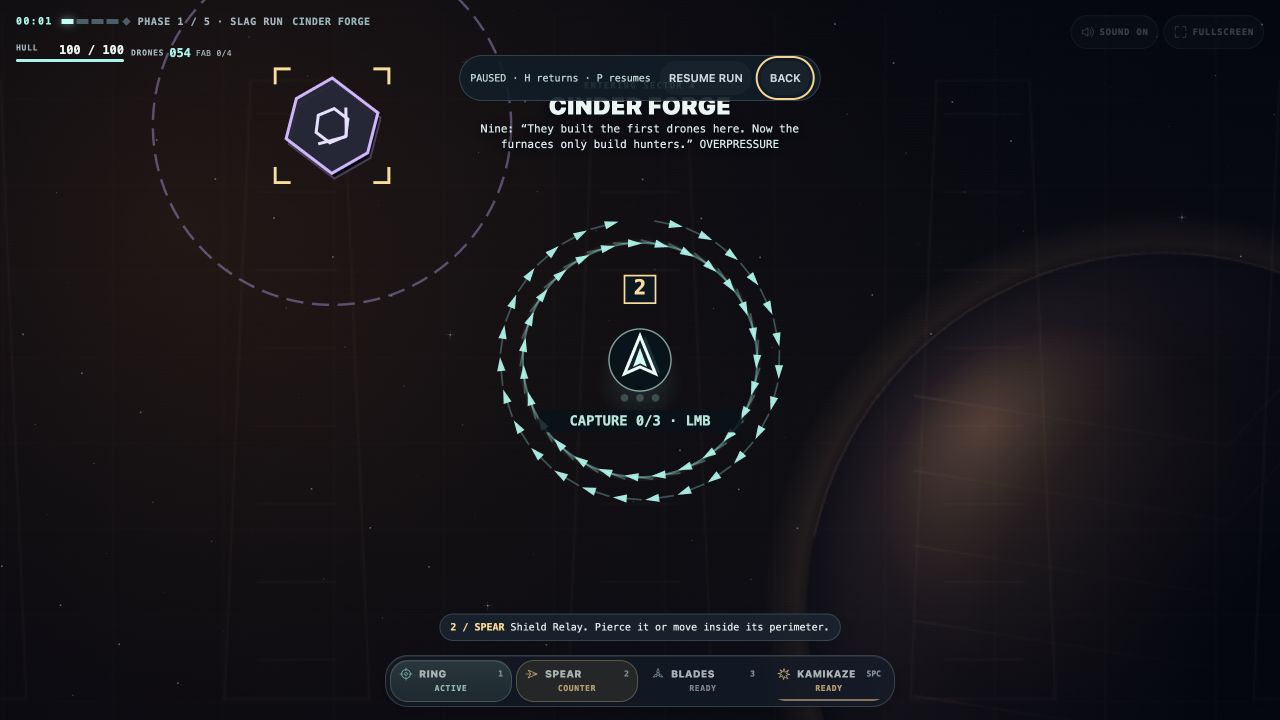 00:01 PHASE 1 / 5 · SLAG RUN CINDER FORGE
HULL 100 / 100 DRONES 054 FAB 0/4
SOUND ON
FULLSCREEN
PAUSED · H returns · P resumes RESUME RUN BACK
ENTERING SECTOR 4
CINDER FORGE
Nine: “They built the first drones here. Now the
furnaces only build hunters.” OVERPRESSURE
2
CAPTURE 0/3 · LMB
2 / SPEAR Shield Relay. Pierce it or move inside its perimeter.
RING 1 SPEAR 2 BLADES 3 KAMIKAZE SPC
ACTIVE COUNTER READY READY